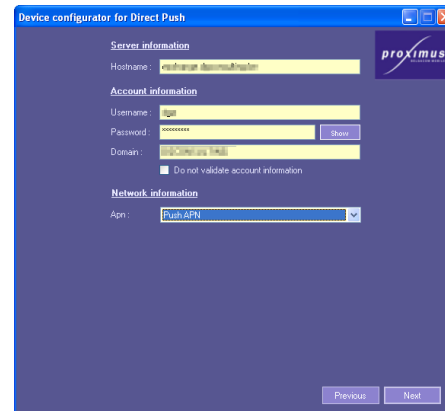 Device configurator for Direct Push
proximus
Server information
Hostname :
Account information
Username :
Password : xxxxxxxxx Show
Domain :
Do not validate account information
Network information
Apn : Push APN
Previous Next